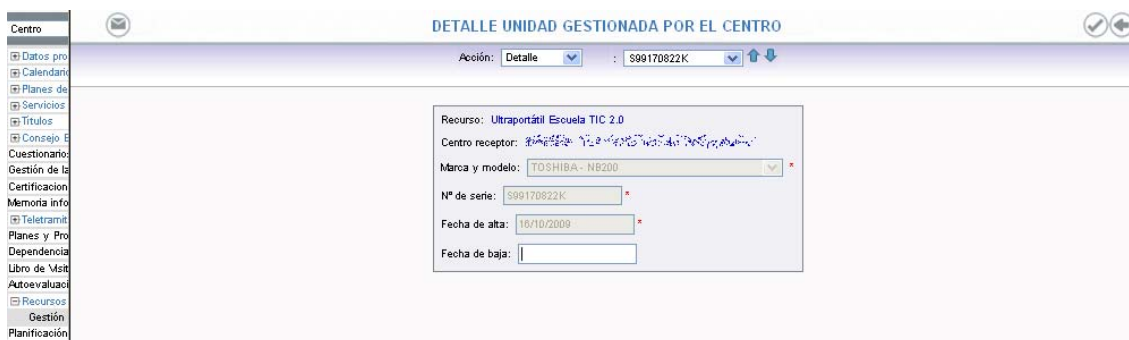 Centro
DETALLE UNIDAD GESTIONADA POR EL CENTRO
Acción: Detalle : S99170822K
Datos pro
Calendario
Planes de
Servicios
Títulos
Consejo E
Cuestionario:
Gestión de la
Certificacion
Memoria info
Teletramit
Planes y Pro
Dependencia
Libro de Visit
Autoevaluaci
Recursos
Gestión
Planificación
Recurso: Ultraportátil Escuela TIC 2.0
Centro receptor:
Marca y modelo: TOSHIBA - NB200 *
Nº de serie: S99170822K *
Fecha de alta: 16/10/2009 *
Fecha de baja: